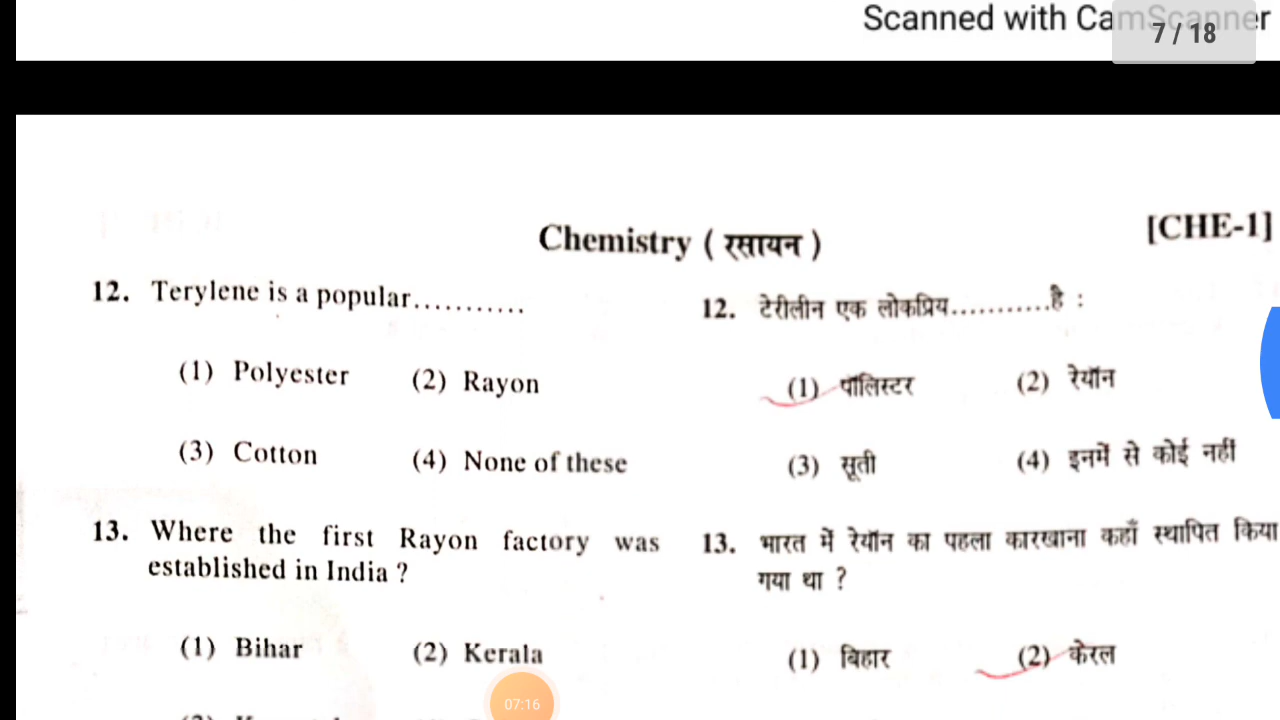 Scanned with CamScanner
7 / 18
Chemistry ( रसायन )
[CHE-1]
12. Terylene is a popular...........
(1) Polyester (2) Rayon
(3) Cotton (4) None of these
13. Where the first Rayon factory was
established in India ?
(1) Bihar (2) Kerala
12. टेरीलीन एक लोकप्रिय...........है :
(1) पॉलिस्टर (2) रेयॉन
(3) सूती (4) इनमें से कोई नहीं
13. भारत में रेयॉन का पहला कारखाना कहाँ स्थापित किया
गया था ?
(1) बिहार (2) केरल
07:16